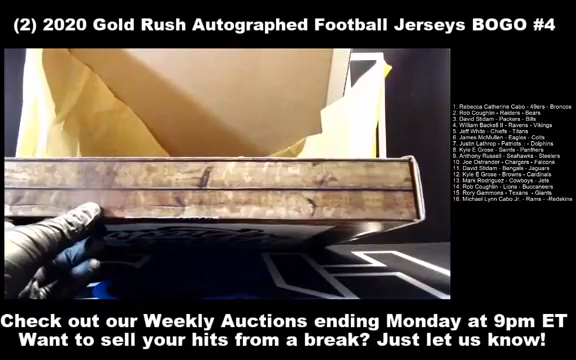 (2) 2020 Gold Rush Autographed Football Jerseys BOGO #4
1. Rebecca Catherine Cabo - 49ers - Broncos
2. Rob Coughlin - Raiders - Bears
3. David Stidam - Packers - Bills
4. William Backell II - Ravens - Vikings
5. Jeff White - Chiefs - Titans
6. James McMullen - Eagles - Colts
7. Justin Lathrop - Patriots - Dolphins
8. Kyle E Grose - Saints - Panthers
9. Anthony Russell - Seahawks - Steelers
10. Joe Ostrander - Chargers - Falcons
11. David Stidam - Bengals - Jaguars
12. Kyle E Grose - Browns - Cardinals
13. Mark Rodriguez - Cowboys - Jets
14. Rob Coughlin - Lions - Buccaneers
15. Rory Gammons - Texans - Giants
16. Michael Lynn Cabo Jr. - Rams - -Redskins
Check out our Weekly Auctions ending Monday at 9pm ET
Want to sell your hits from a break? Just let us know!